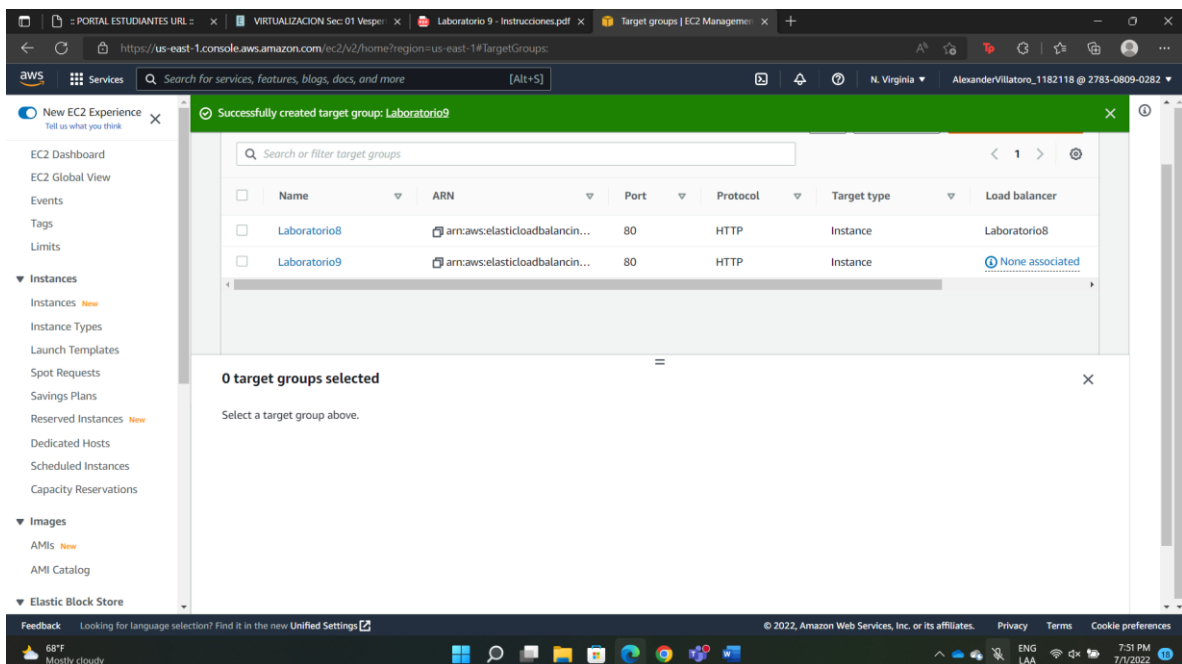 :: PORTAL ESTUDIANTES URL ::
VIRTUALIZACION Sec: 01 Vespert
Laboratorio 9 - Instrucciones.pdf
Target groups | EC2 Managemen
https://us-east-1.console.aws.amazon.com/ec2/v2/home?region=us-east-1#TargetGroups:
aws
Services
Search for services, features, blogs, docs, and more
[Alt+S]
N. Virginia
AlexanderVillatoro_1182118 @ 2783-0809-0282
New EC2 Experience
Tell us what you think
Successfully created target group: Laboratorio9
EC2 Dashboard
EC2 Global View
Events
Tags
Limits
Instances
Instances New
Instance Types
Launch Templates
Spot Requests
Savings Plans
Reserved Instances New
Dedicated Hosts
Scheduled Instances
Capacity Reservations
Images
AMIs New
AMI Catalog
Elastic Block Store
Search or filter target groups
1
Name ARN Port Protocol Target type Load balancer
Laboratorio8 arn:aws:elasticloadbalancin... 80 HTTP Instance Laboratorio8
Laboratorio9 arn:aws:elasticloadbalancin... 80 HTTP Instance None associated
0 target groups selected
Select a target group above.
Feedback Looking for language selection? Find it in the new Unified Settings
© 2022, Amazon Web Services, Inc. or its affiliates. Privacy Terms Cookie preferences
68°F
Mostly cloudy
ENG
LAA
7:51 PM
7/1/2022
18